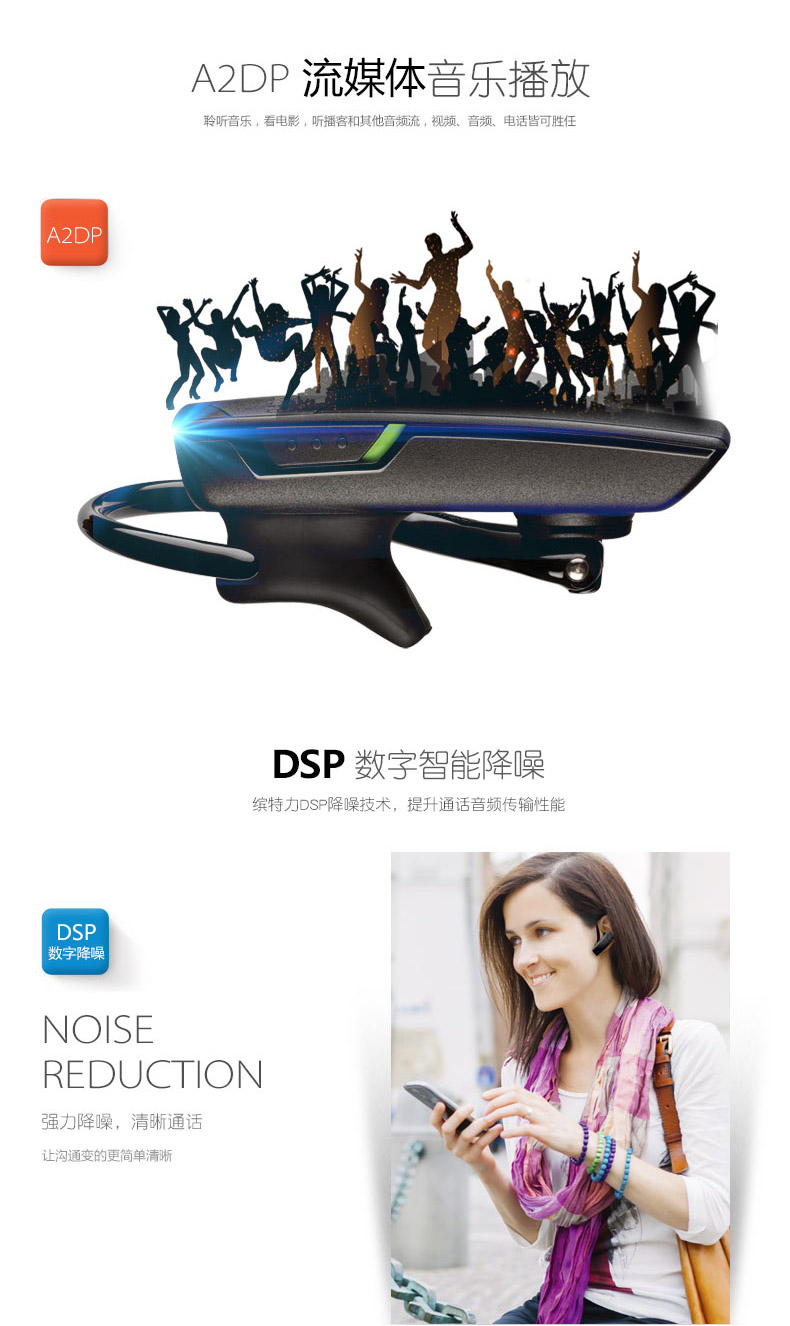 A2DP 流媒体音乐播放
聆听音乐，看电影，听播客和其他音频流，视频、音频、电话皆可胜任
A2DP
DSP 数字智能降噪
缤特力DSP降噪技术，提升通话音频传输性能
DSP
数字降噪
NOISE
REDUCTION
强力降噪，清晰通话
让沟通变的更简单清晰